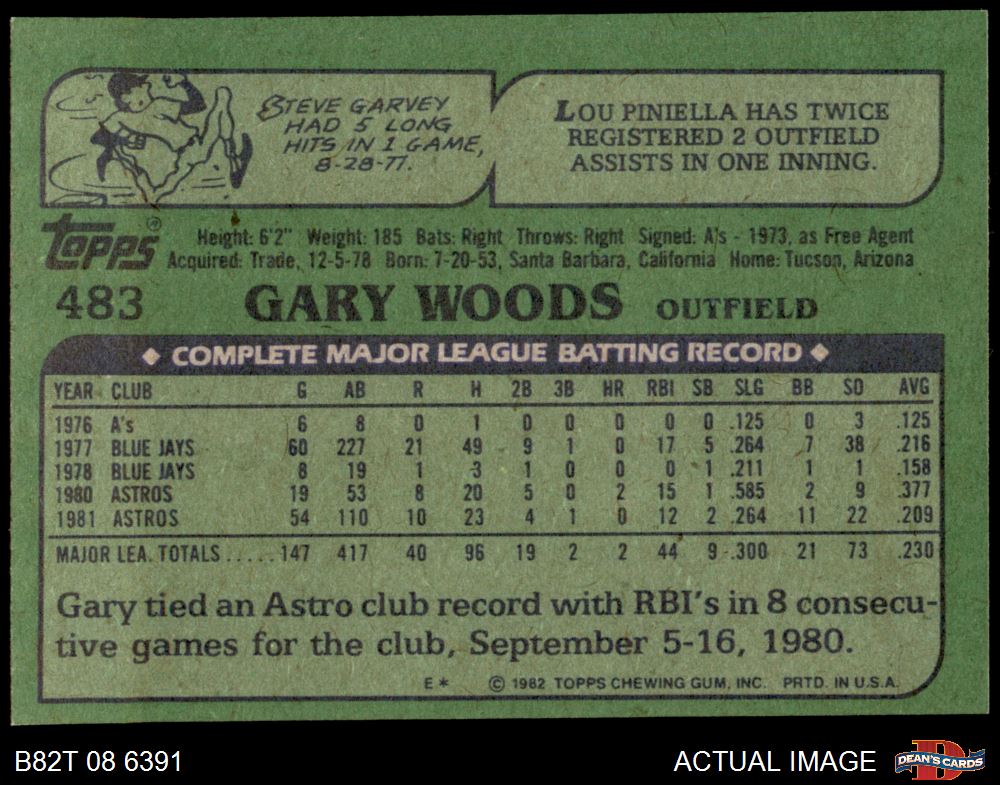 STEVE GARVEY
HAD 5 LONG
HITS IN 1 GAME,
8-28-77.
LOU PINIELLA HAS TWICE
REGISTERED 2 OUTFIELD
ASSISTS IN ONE INNING.
Topps®
Height: 6'2" Weight: 185 Bats: Right Throws: Right Signed: A's - 1973, as Free Agent
Acquired: Trade, 12-5-78 Born: 7-20-53, Santa Barbara, California Home: Tucson, Arizona
483 GARY WOODS OUTFIELD
◆ COMPLETE MAJOR LEAGUE BATTING RECORD ◆
YEAR CLUB G AB R H 2B 3B HR RBI SB SLG BB SO AVG
1976 A's 6 8 0 1 0 0 0 0 0 .125 0 3 .125
1977 BLUE JAYS 60 227 21 49 9 1 0 17 5 .264 7 38 .216
1978 BLUE JAYS 8 19 1 3 1 0 0 0 1 .211 1 1 .158
1980 ASTROS 19 53 8 20 5 0 2 15 1 .585 2 9 .377
1981 ASTROS 54 110 10 23 4 1 0 12 2 .264 11 22 .209
MAJOR LEA. TOTALS.....147 417 40 96 19 2 2 44 9 .300 21 73 .230
Gary tied an Astro club record with RBI's in 8 consecu-
tive games for the club, September 5-16, 1980.
E* © 1982 TOPPS CHEWING GUM, INC. PRTD. IN U.S.A.
B82T 08 6391 ACTUAL IMAGE DEAN'S CARDS